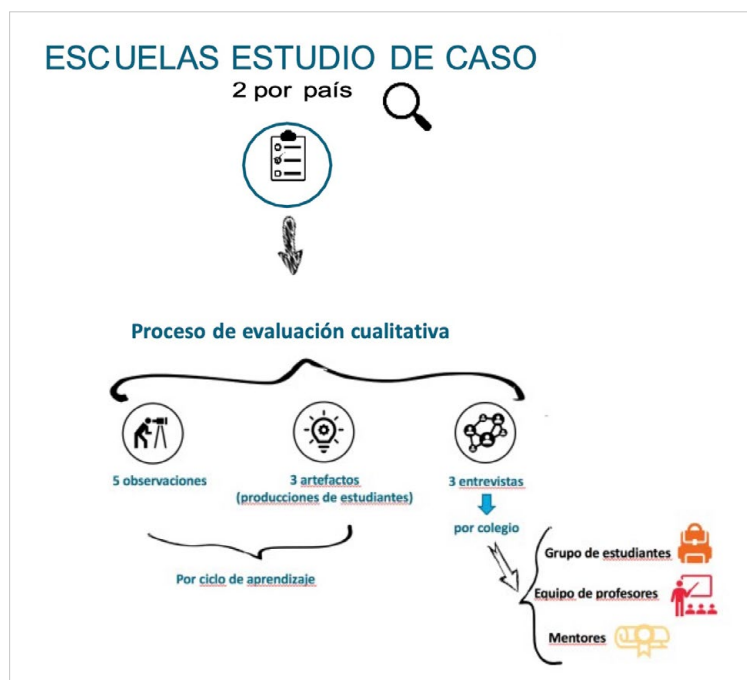 ESCUELAS ESTUDIO DE CASO
2 por país
Proceso de evaluación cualitativa
5 observaciones
3 artefactos
(producciones de estudiantes)
3 entrevistas
por colegio
Por ciclo de aprendizaje
Grupo de estudiantes
Equipo de profesores
Mentores